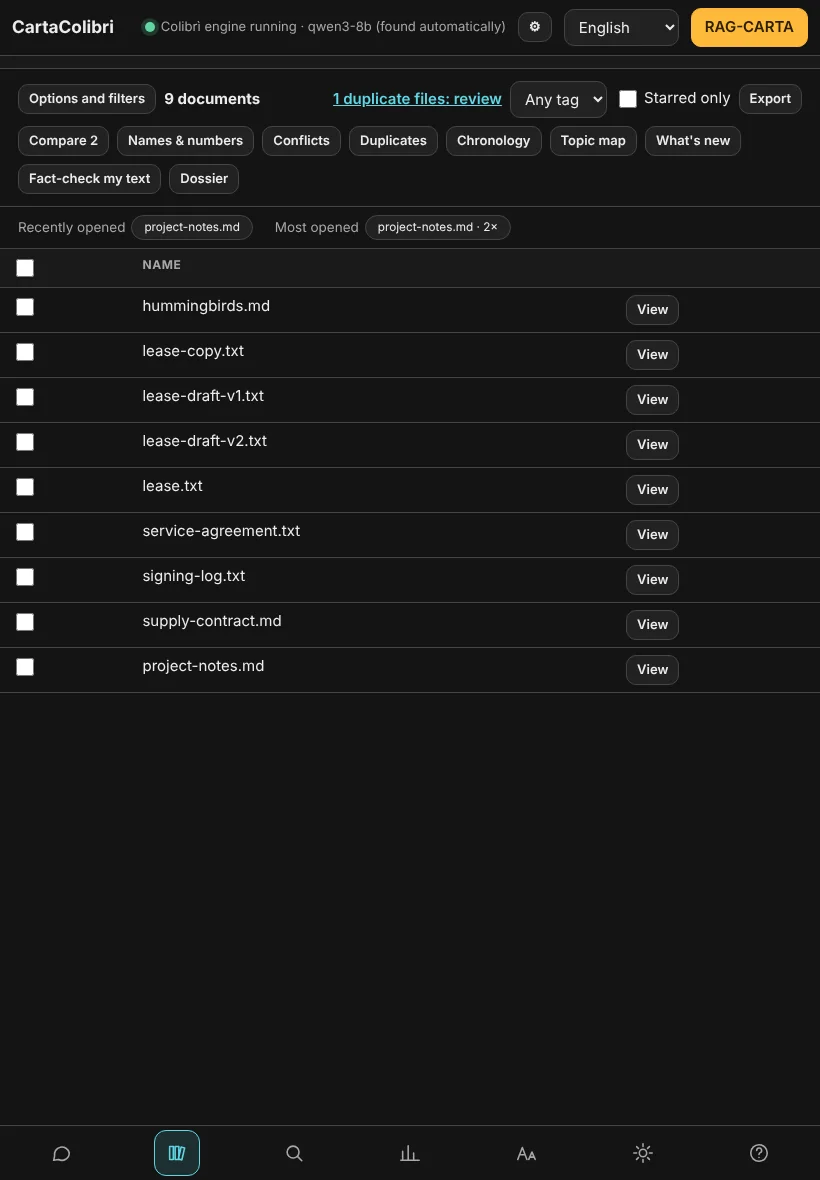 CartaColibri Colibrì engine running · qwen3-8b (found automatically) English RAG-CARTA
Options and filters 9 documents 1 duplicate files: review Any tag Starred only Export
Compare 2 Names & numbers Conflicts Duplicates Chronology Topic map What's new
Fact-check my text Dossier
Recently opened project-notes.md Most opened project-notes.md · 2×
NAME
hummingbirds.md View
lease-copy.txt View
lease-draft-v1.txt View
lease-draft-v2.txt View
lease.txt View
service-agreement.txt View
signing-log.txt View
supply-contract.md View
project-notes.md View
AA